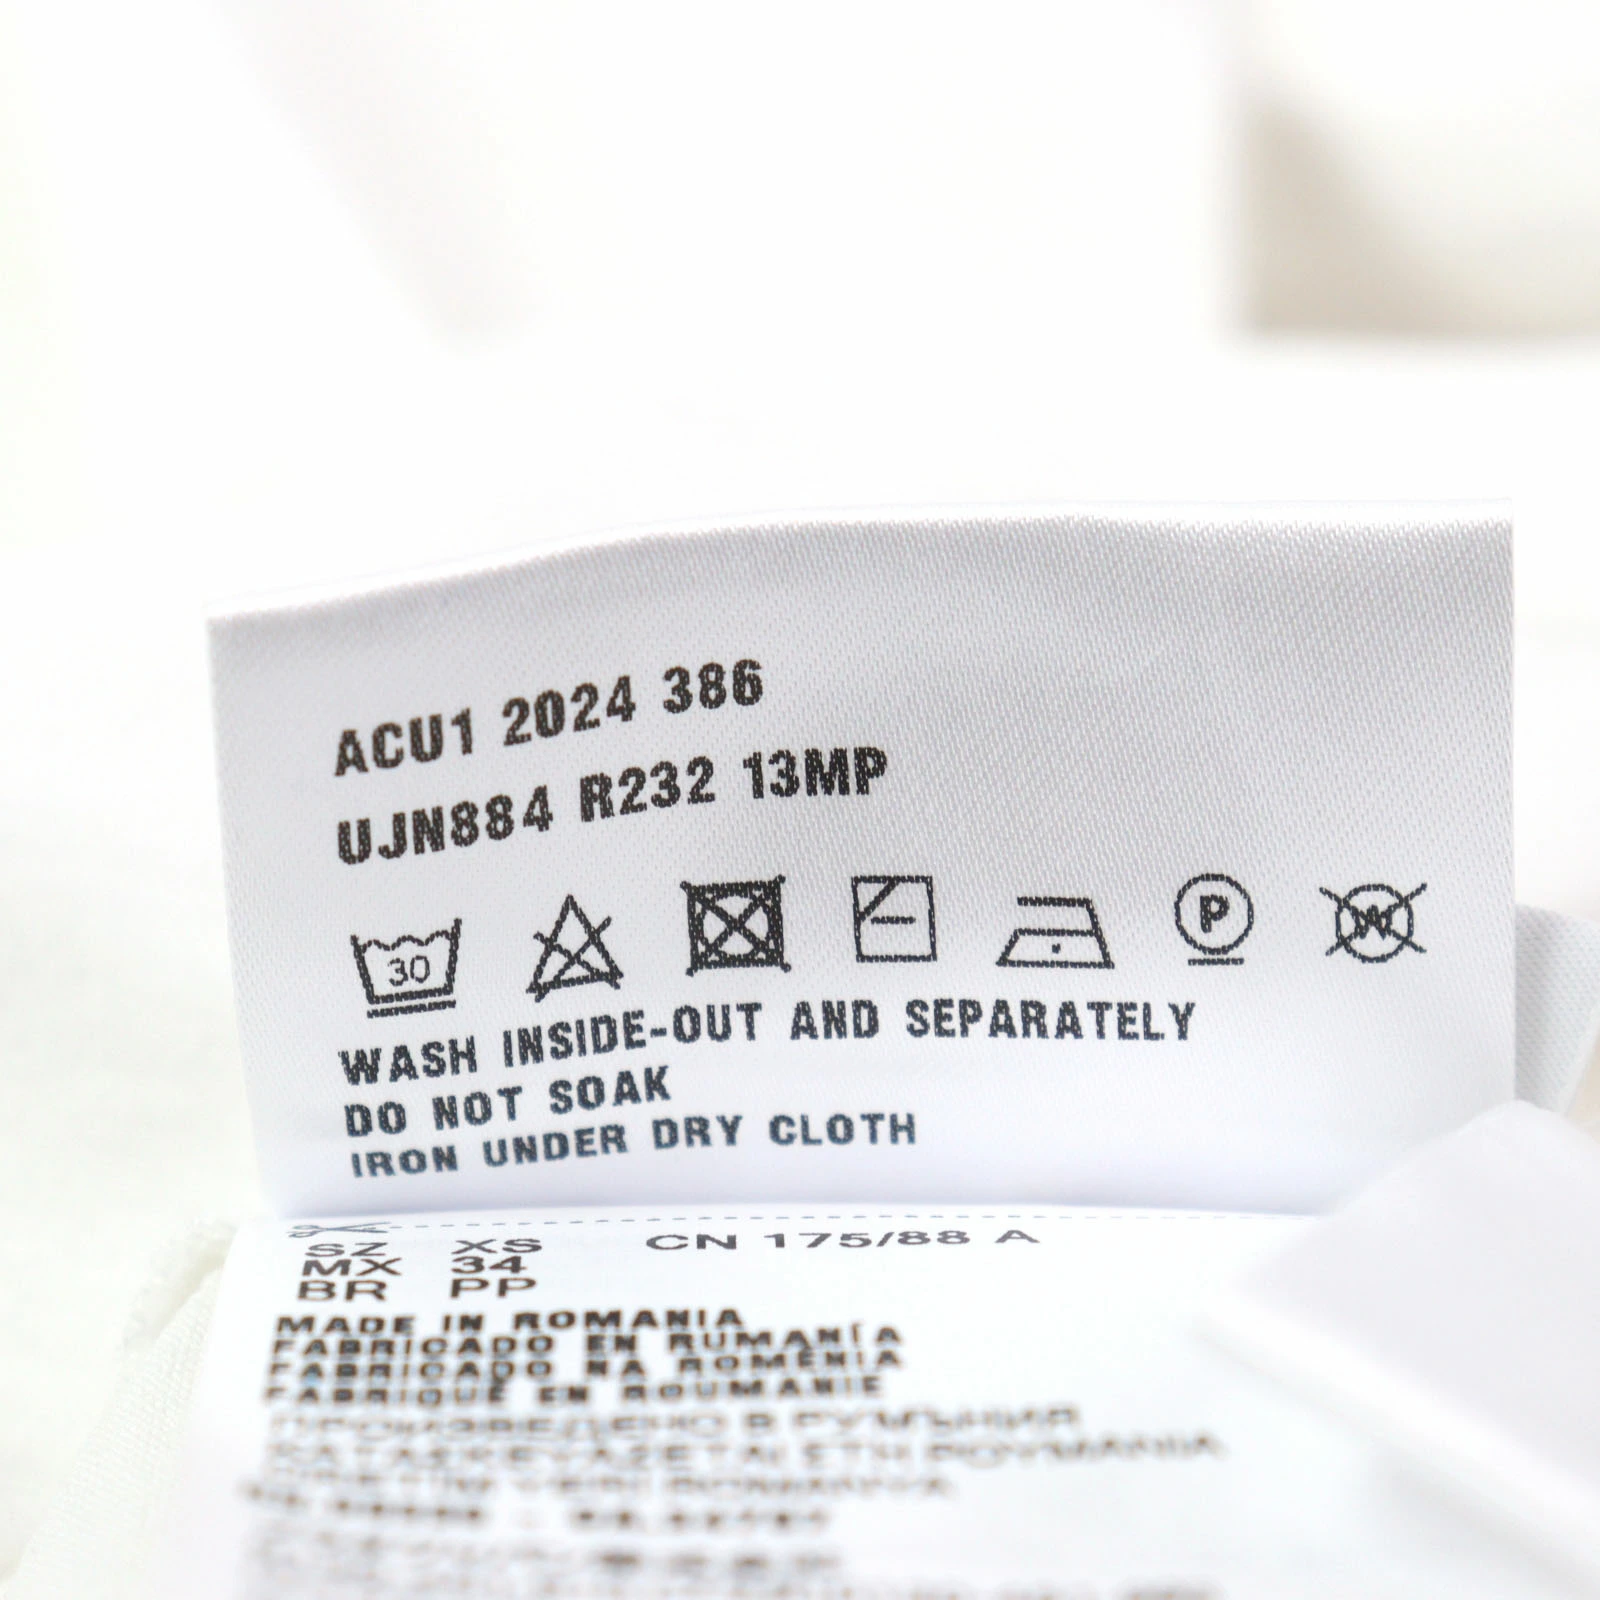 ACU1 2024 386
UJN884 R232 13MP
30
P
W
WASH INSIDE-OUT AND SEPARATELY
DO NOT SOAK
IRON UNDER DRY CLOTH
SZ XS CN 175/88 A
MX 34
BR PP
MADE IN ROMANIA
FABRICADO EN RUMANÍA
FABRICADO NA ROMÉNIA
FABRIQUÉ EN ROUMANIE
ПРОИЗВЕДЕНО В РУМЪНИЯ